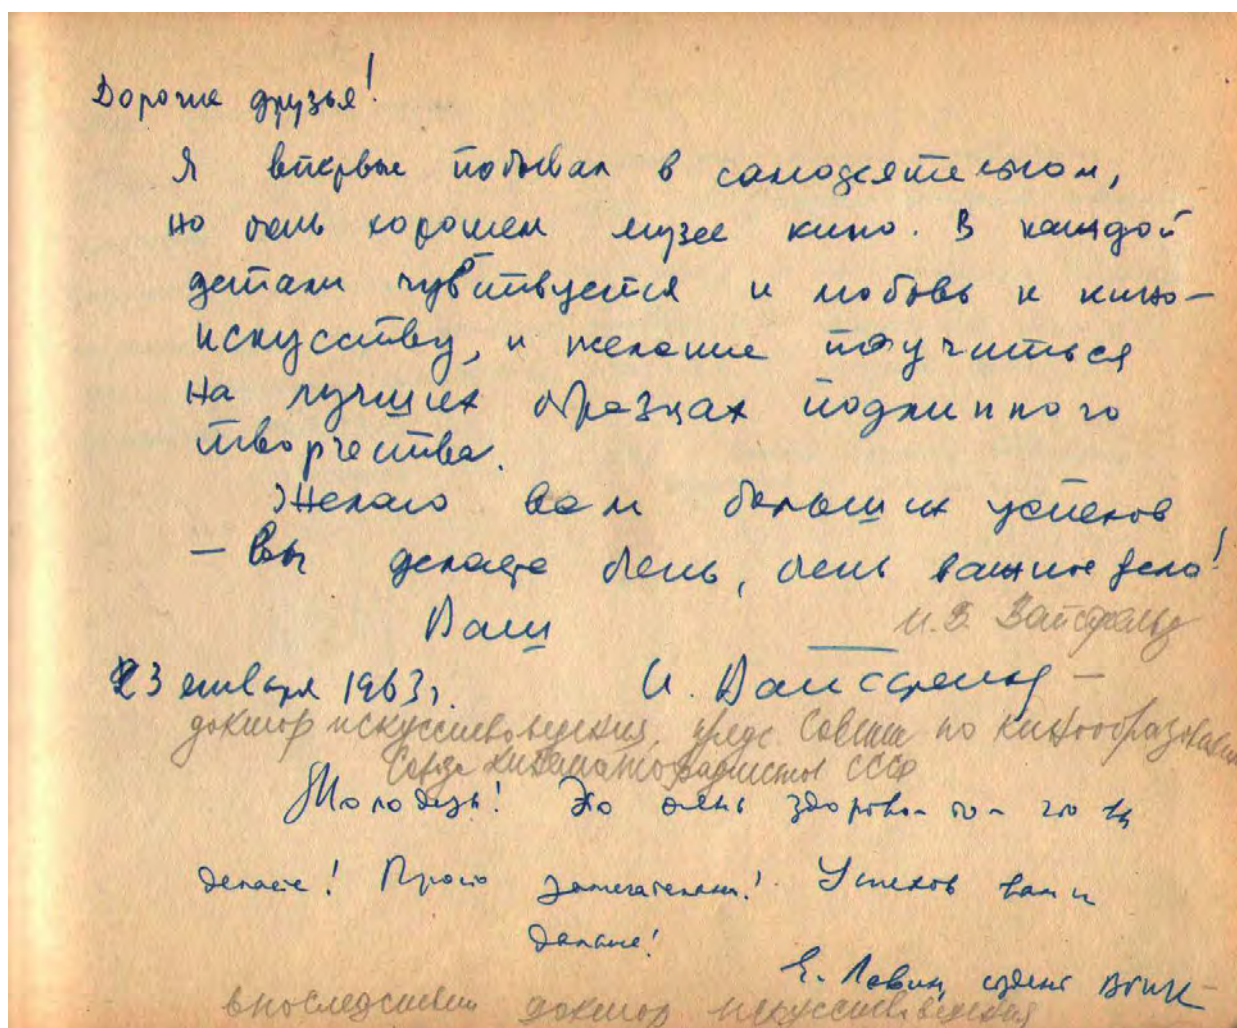 Дорогие друзья!
Я впервые побывал в самодеятельном,
но очень хорошем музее кино. В каждой
детали чувствуется и любовь к кино-
искусству, и желание поучиться
на лучших образцах подлинного
творчества.
Желаю вам больших успехов
– Вы делаете очень, очень важное дело!
Ваш
И.В. Вайсфельд
23 января 1963 г. И. Вайсфельд
доктор искусствоведения, предс. Совета по кинообразованию
Союза кинематографистов СССР
Молодцы! Это очень здорово – то что вы
делаете! Просто замечательно! Успехов вам и
дальше!
Е. Левин, студент ВГИК
впоследствии доктор искусствоведения